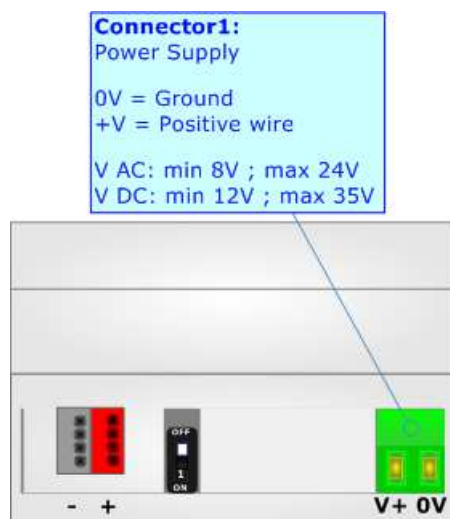 Connector1:
Power Supply
0V = Ground
+V = Positive wire
V AC: min 8V ; max 24V
V DC: min 12V ; max 35V
OFF
1
ON
- +
V+ 0V